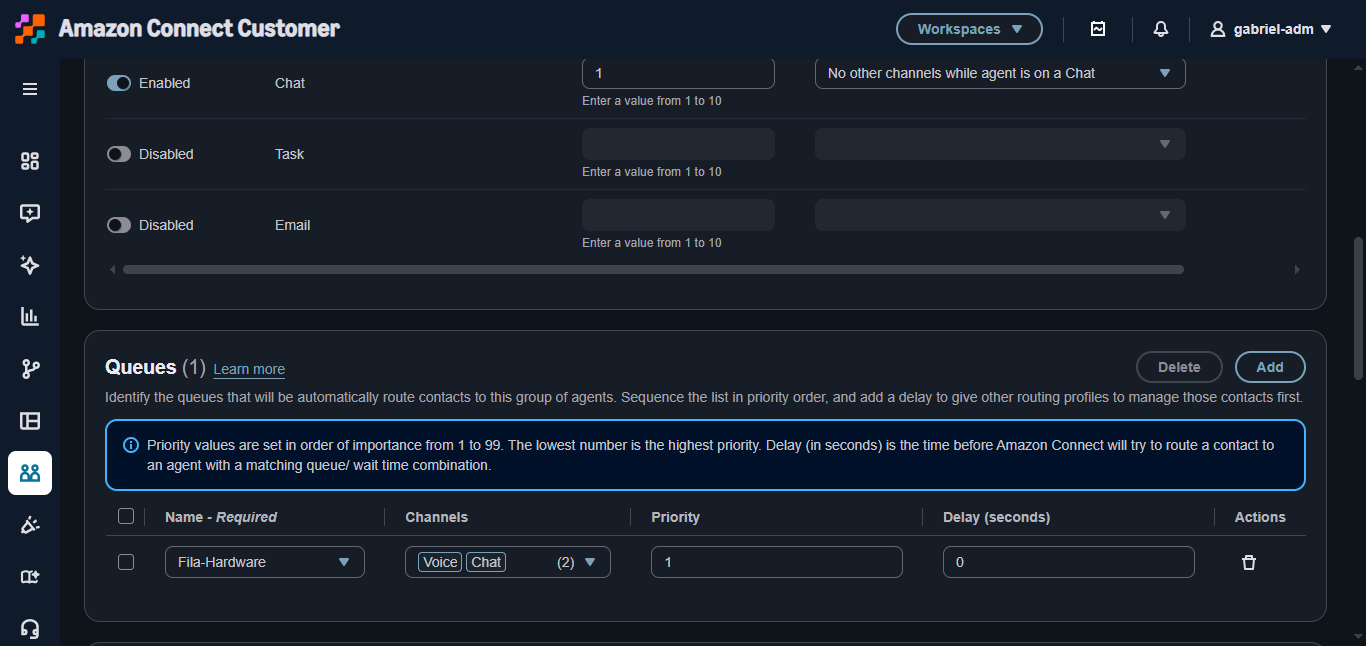 Amazon Connect Customer
Workspaces
gabriel-adm
Enabled
Chat
1
No other channels while agent is on a Chat
Enter a value from 1 to 10
Disabled
Task
Enter a value from 1 to 10
Disabled
Email
Enter a value from 1 to 10
Queues (1) Learn more
Delete
Add
Identify the queues that will be automatically route contacts to this group of agents. Sequence the list in priority order, and add a delay to give other routing profiles to manage those contacts first.
Priority values are set in order of importance from 1 to 99. The lowest number is the highest priority. Delay (in seconds) is the time before Amazon Connect will try to route a contact to
an agent with a matching queue/ wait time combination.
Name - Required
Channels
Priority
Delay (seconds)
Actions
Fila-Hardware
Voice Chat (2)
1
0